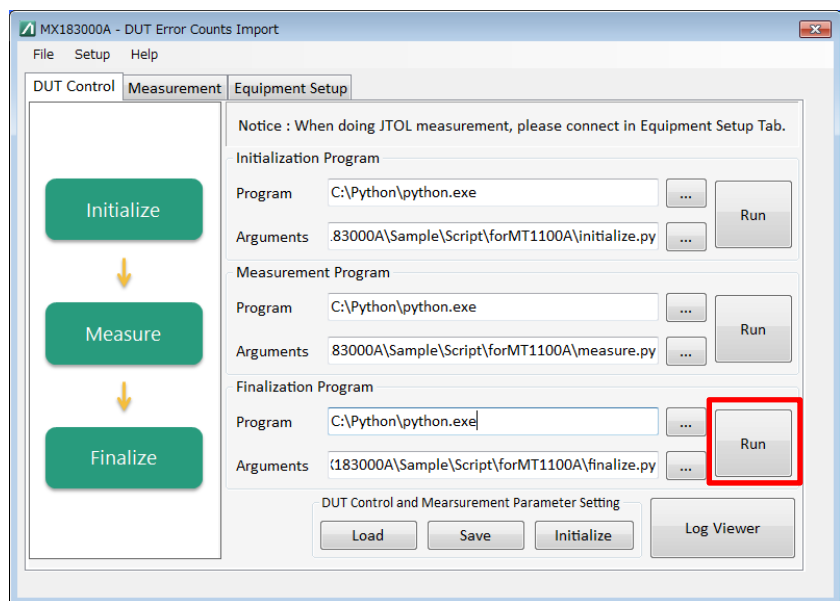 MX183000A - DUT Error Counts Import
File Setup Help
DUT Control Measurement Equipment Setup
Notice : When doing JTOL measurement, please connect in Equipment Setup Tab.
Initialization Program
Program C:\Python\python.exe ...
Run
Arguments .83000A\Sample\Script\forMT1100A\initialize.py ...
Measurement Program
Program C:\Python\python.exe ...
Run
Arguments 83000A\Sample\Script\forMT1100A\measure.py ...
Finalization Program
Program C:\Python\python.exe ...
Run
Arguments X183000A\Sample\Script\forMT1100A\finalize.py ...
DUT Control and Mearsurement Parameter Setting
Load Save Initialize
Log Viewer
Initialize
Measure
Finalize